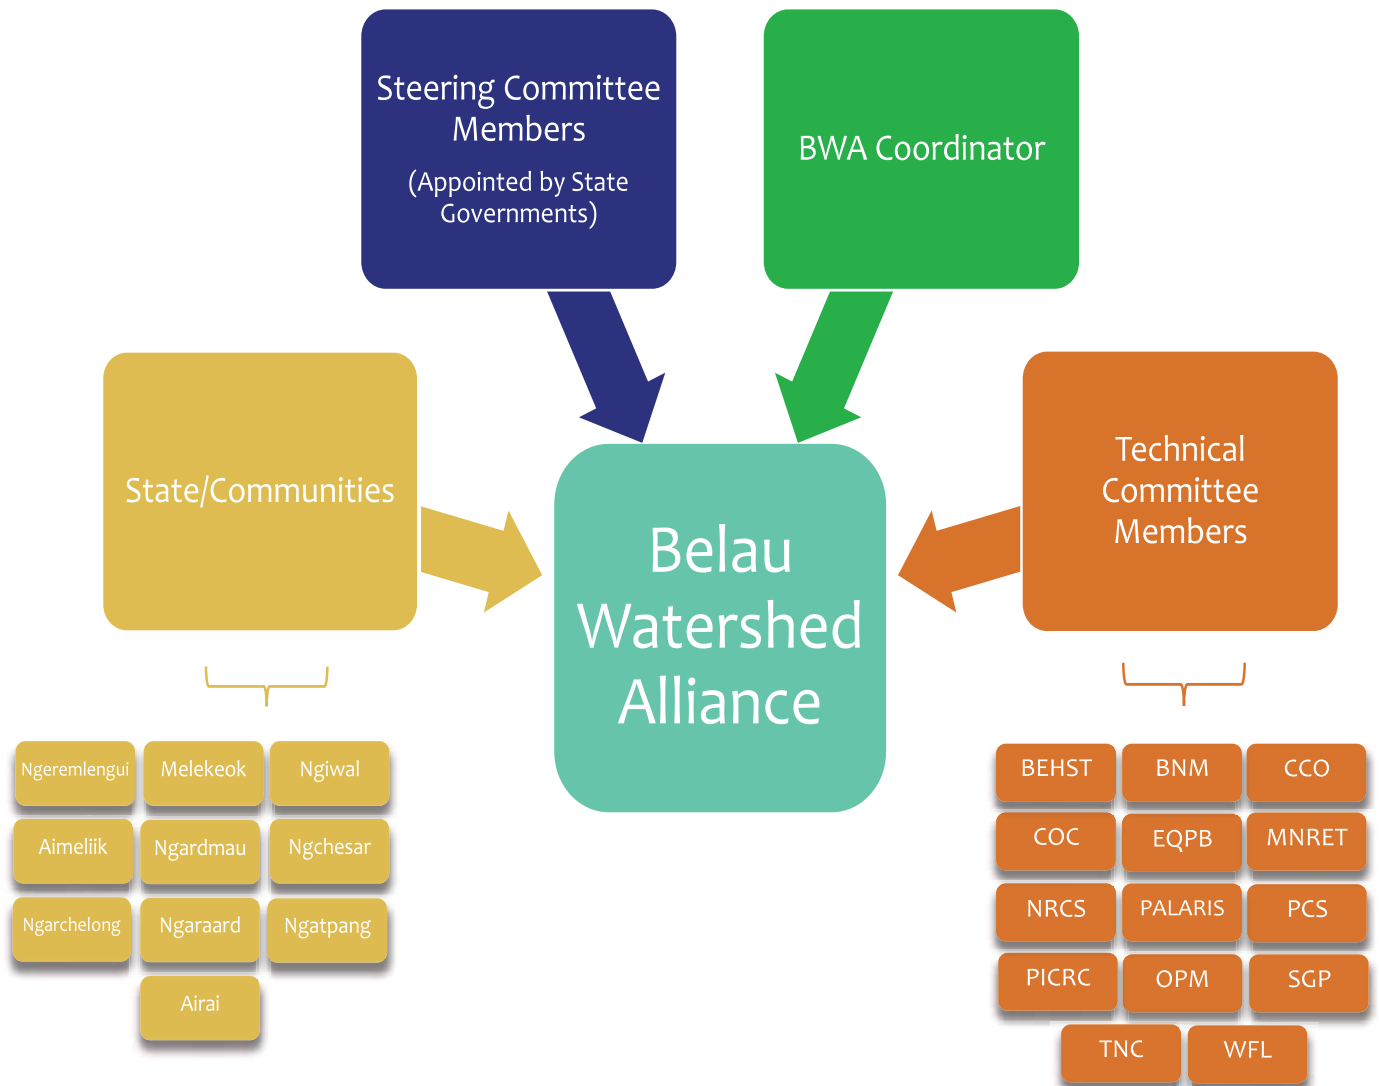 Steering Committee
Members
(Appointed by State
Governments)
BWA Coordinator
State/Communities
Technical
Committee
Members
Belau
Watershed
Alliance
Ngeremlengui
Melekeok
Ngiwal
Aimeliik
Ngardmau
Ngchesar
Ngarchelong
Ngaraard
Ngatpang
Airai
BEHST
BNM
CCO
COC
EQPB
MNRET
NRCS
PALARIS
PCS
PICRC
OPM
SGP
TNC
WFL